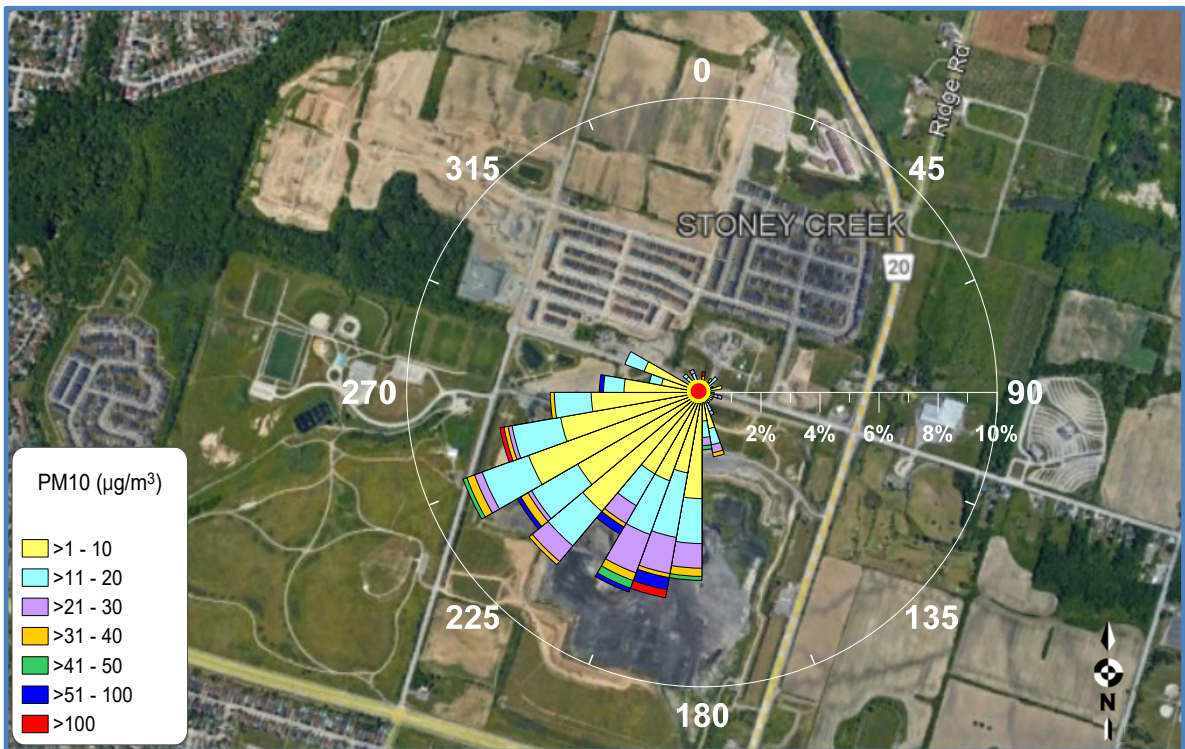 0
45
Ridge Rd
315
STONEY CREEK
20
270
90
2%
4%
6%
8%
10%
PM10 (µg/m³)
>1 - 10
>11 - 20
>21 - 30
>31 - 40
>41 - 50
>51 - 100
>100
225
135
180
N